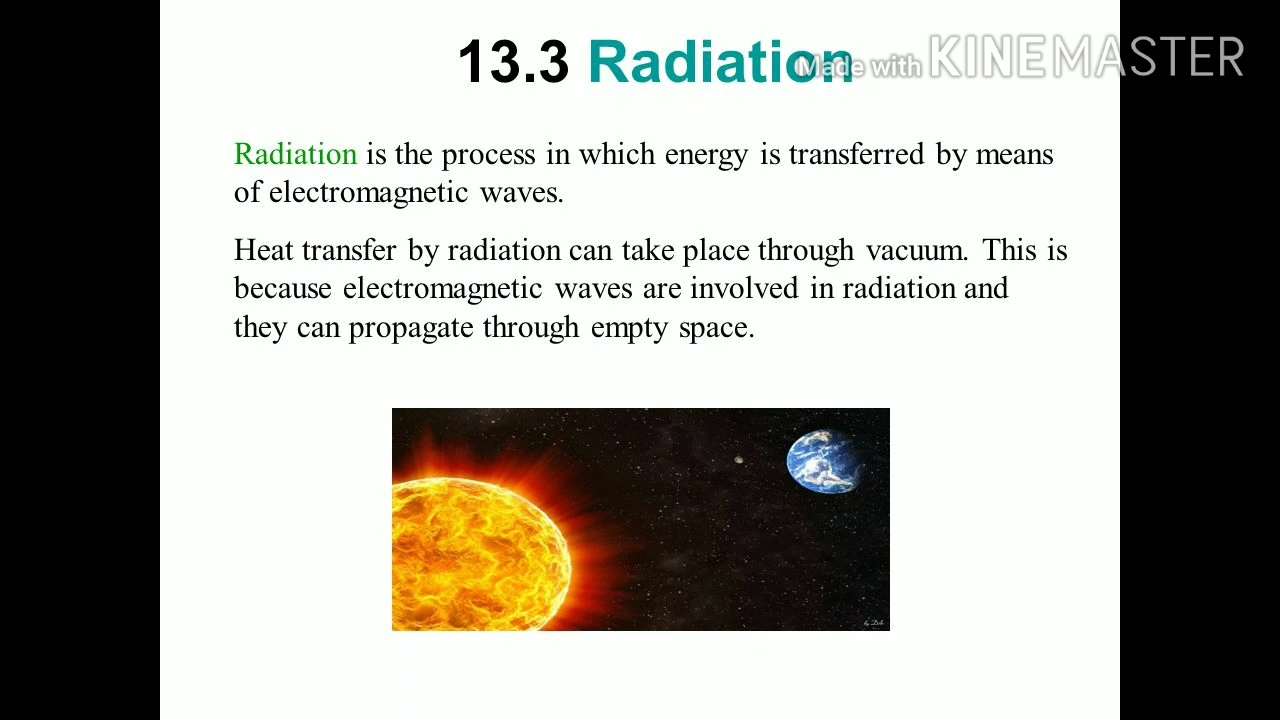 13.3 Radiation
Made with KINEMASTER
Radiation is the process in which energy is transferred by means
of electromagnetic waves.
Heat transfer by radiation can take place through vacuum. This is
because electromagnetic waves are involved in radiation and
they can propagate through empty space.